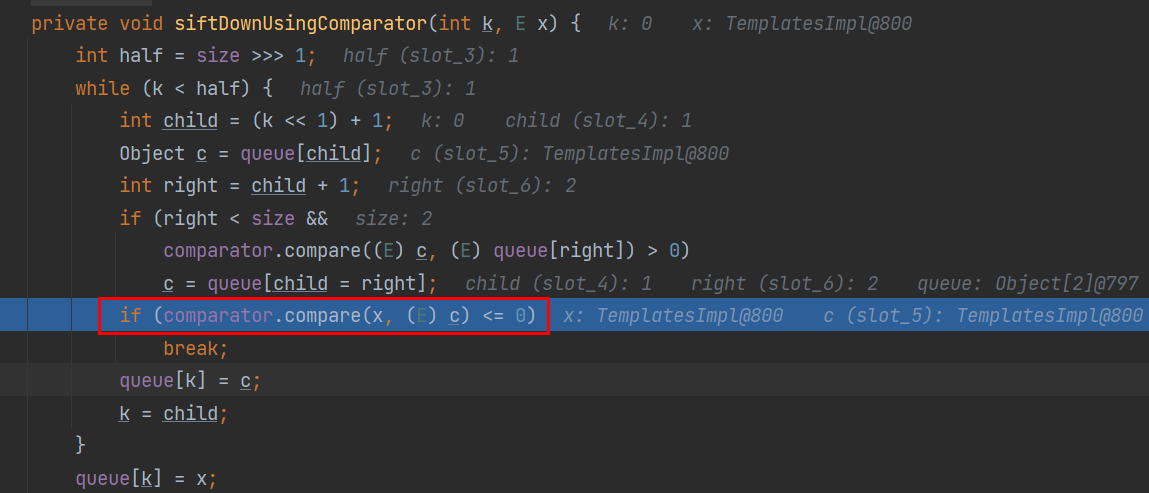 private void siftDownUsingComparator(int k, E x) {  k: 0    x: TemplatesImpl@800
    int half = size >>> 1;  half (slot_3): 1
    while (k < half) {  half (slot_3): 1
        int child = (k << 1) + 1;  k: 0    child (slot_4): 1
        Object c = queue[child];  c (slot_5): TemplatesImpl@800
        int right = child + 1;  right (slot_6): 2
        if (right < size &&  size: 2
            comparator.compare((E) c, (E) queue[right]) > 0)
            c = queue[child = right];  child (slot_4): 1    right (slot_6): 2    queue: Object[2]@797
        if (comparator.compare(x, (E) c) <= 0)  x: TemplatesImpl@800    c (slot_5): TemplatesImpl@800
            break;
        queue[k] = c;
        k = child;
    }
    queue[k] = x;